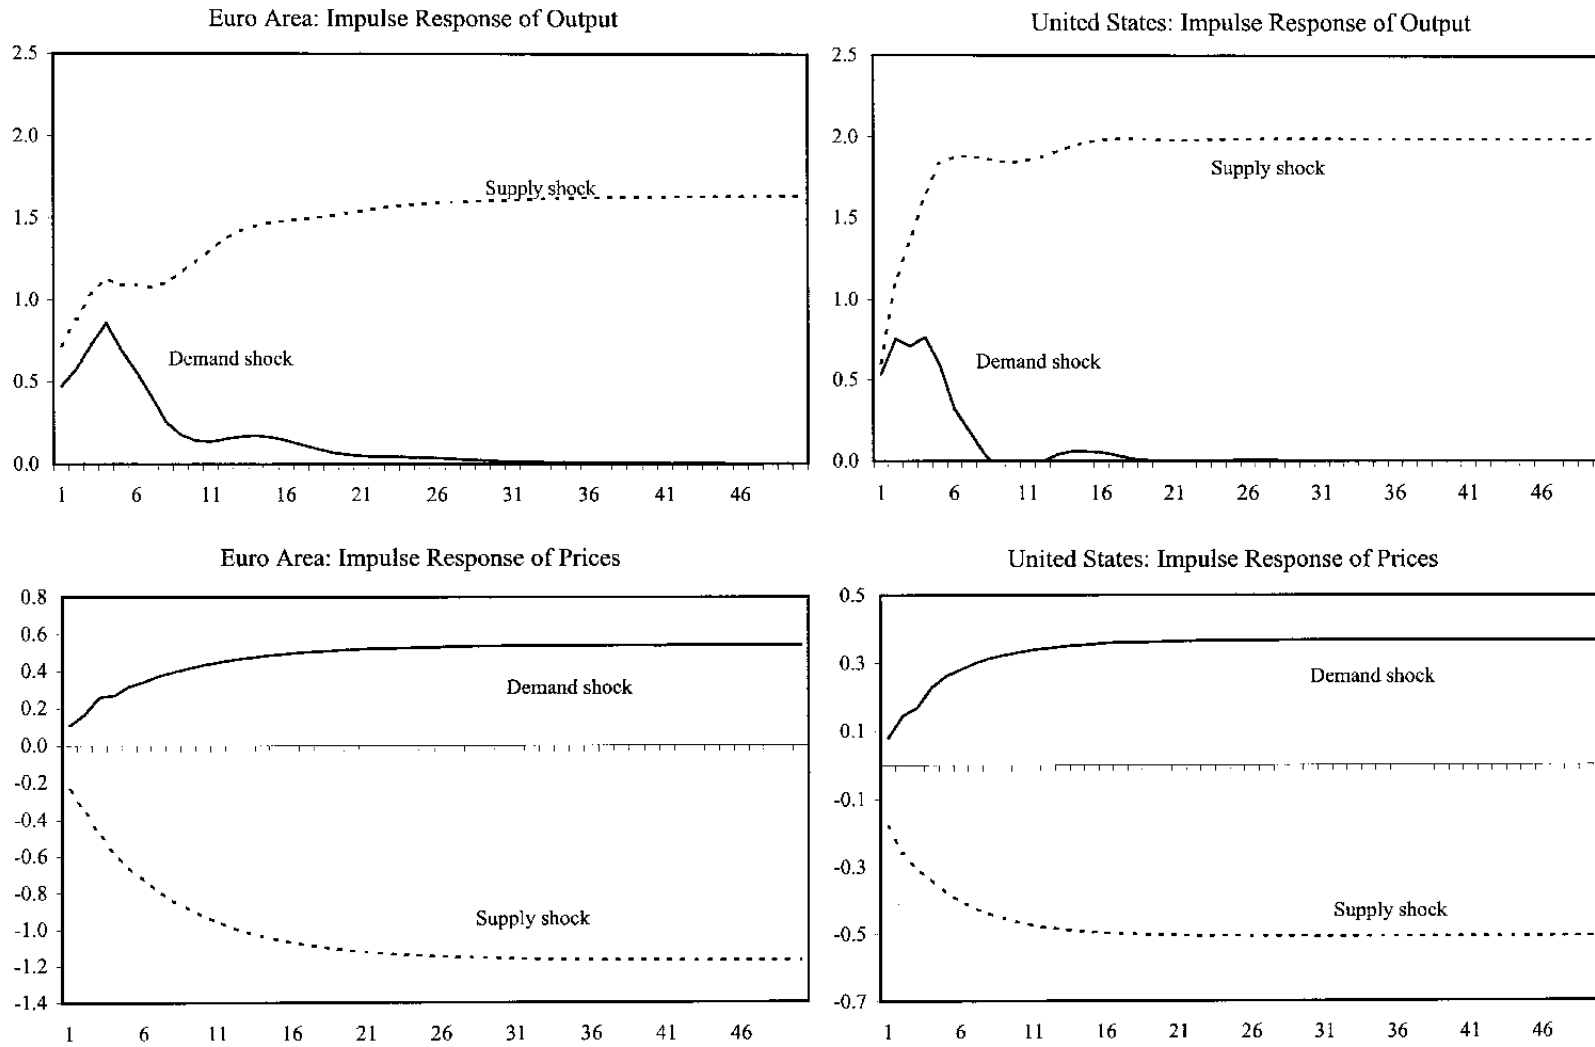 Euro Area: Impulse Response of Output
2.5
2.0
1.5
1.0
0.5
0.0
Supply shock
Demand shock
1 6 11 16 21 26 31 36 41 46
United States: Impulse Response of Output
2.5
2.0
1.5
1.0
0.5
0.0
Supply shock
Demand shock
1 6 11 16 21 26 31 36 41 46
Euro Area: Impulse Response of Prices
0.8
0.6
0.4
0.2
0.0
-0.2
-0.4
-0.6
-0.8
-1.0
-1.2
-1.4
Demand shock
Supply shock
1 6 11 16 21 26 31 36 41 46
United States: Impulse Response of Prices
0.5
0.3
0.1
-0.1
-0.3
-0.5
-0.7
Demand shock
Supply shock
1 6 11 16 21 26 31 36 41 46